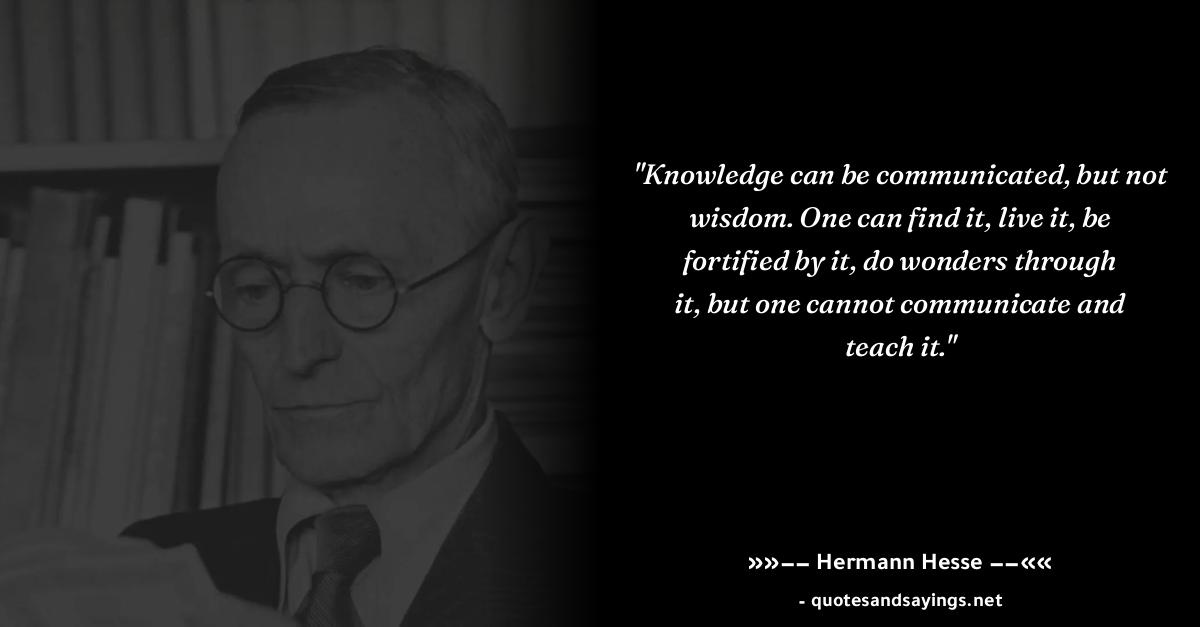 "Knowledge can be communicated, but not
wisdom. One can find it, live it, be
fortified by it, do wonders through
it, but one cannot communicate and
teach it."
»»–– Hermann Hesse ––««
- quotesandsayings.net